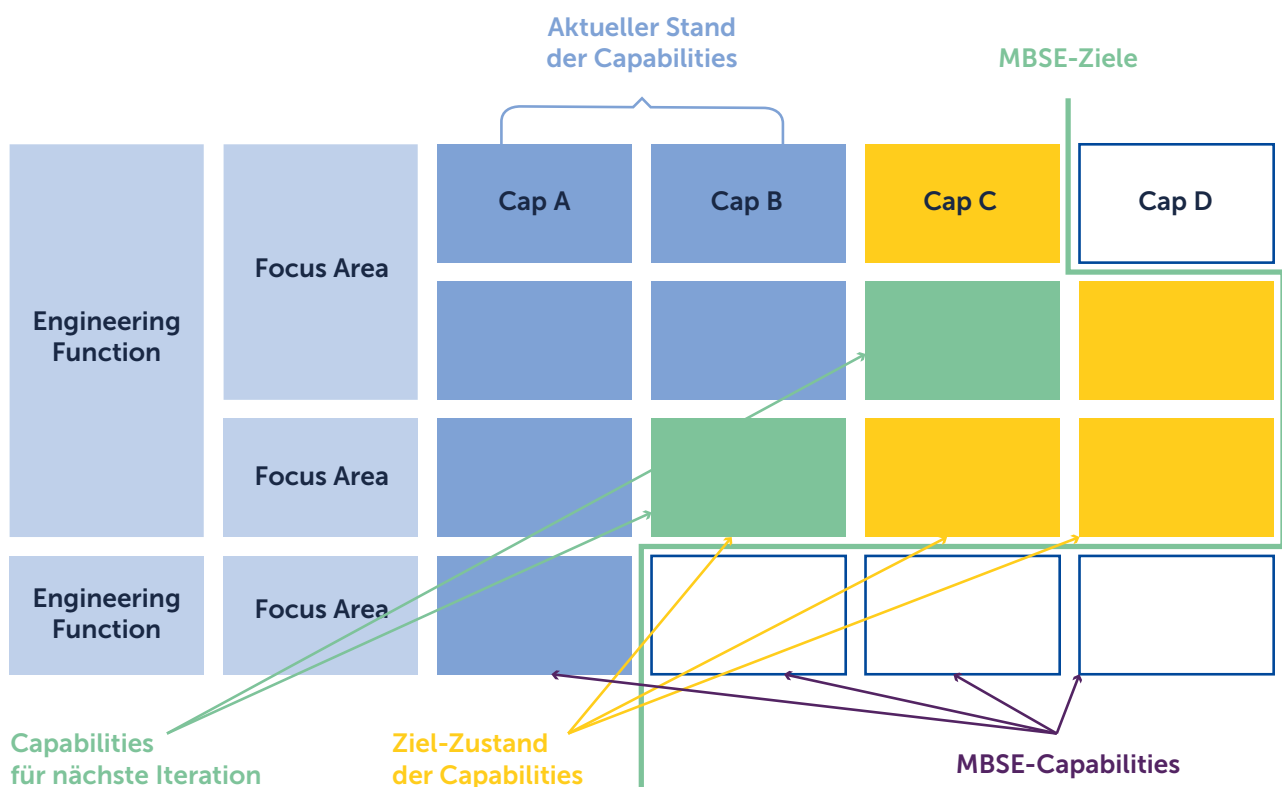 Aktueller Stand
der Capabilities
MBSE-Ziele
Engineering
Function
Focus Area
Cap A
Cap B
Cap C
Cap D
Focus Area
Engineering
Function
Focus Area
Capabilities
für nächste Iteration
Ziel-Zustand
der Capabilities
MBSE-Capabilities